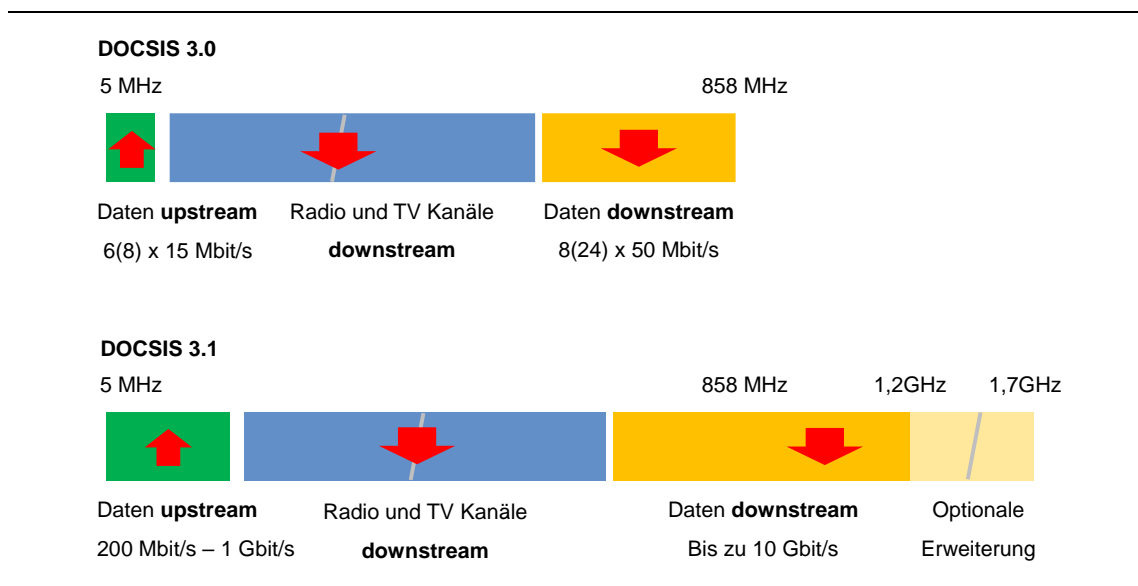 DOCSIS 3.0
5 MHz 858 MHz
Daten upstream Radio und TV Kanäle Daten downstream
6(8) x 15 Mbit/s downstream 8(24) x 50 Mbit/s
DOCSIS 3.1
5 MHz 858 MHz 1,2GHz 1,7GHz
Daten upstream Radio und TV Kanäle Daten downstream Optionale
200 Mbit/s – 1 Gbit/s downstream Bis zu 10 Gbit/s Erweiterung